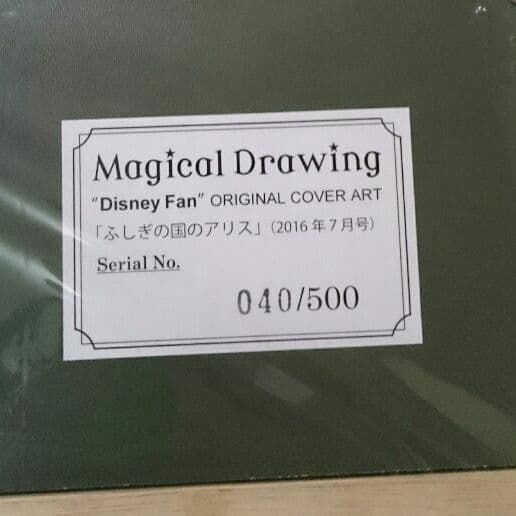 Magical Drawing
“Disney Fan” ORIGINAL COVER ART
「ふしぎの国のアリス」（2016年7月号）
Serial No.
040/500